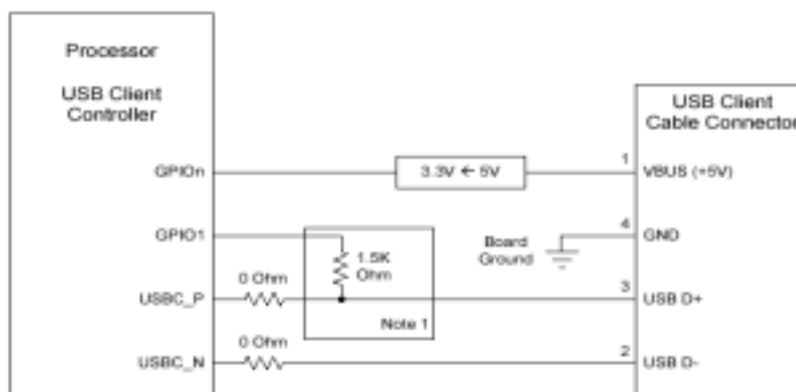 Processor
USB Client
Controller
USB Client
Cable Connector
GPIOn
3.3V ← 5V
1
VBUS (+5V)
GPIO1
1.5K
Ohm
Board
Ground
4
GND
0 Ohm
USBC_P
Note 1
3
USB D+
0 Ohm
USBC_N
2
USB D-